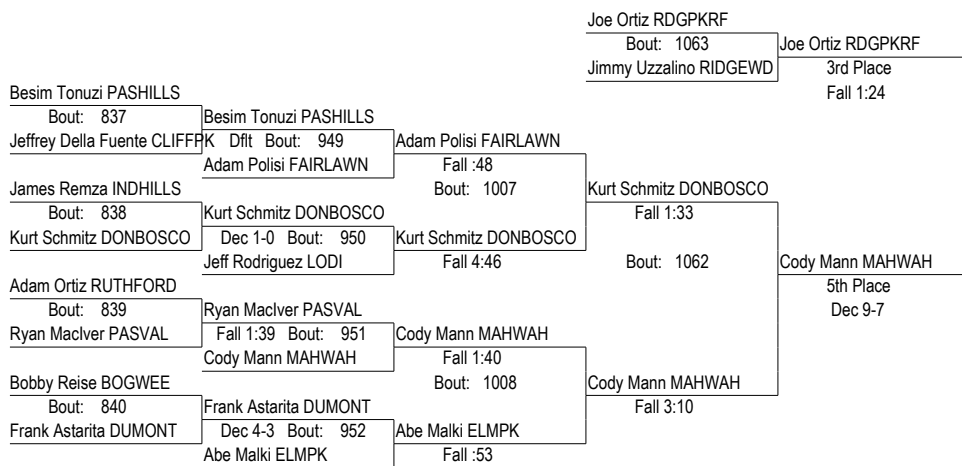 Joe Ortiz RDGPKRF
Bout: 1063 Joe Ortiz RDGPKRF
Jimmy Uzzalino RIDGEWD 3rd Place
Besim Tonuzi PASHILLS Fall 1:24
Bout: 837 Besim Tonuzi PASHILLS
Jeffrey Della Fuente CLIFFPK Dflt Bout: 949 Adam Polisi FAIRLAWN
Adam Polisi FAIRLAWN Fall :48
James Remza INDHILLS Bout: 1007 Kurt Schmitz DONBOSCO
Bout: 838 Kurt Schmitz DONBOSCO Fall 1:33
Kurt Schmitz DONBOSCO Dec 1-0 Bout: 950 Kurt Schmitz DONBOSCO
Jeff Rodriguez LODI Fall 4:46 Bout: 1062 Cody Mann MAHWAH
Adam Ortiz RUTHFORD 5th Place
Bout: 839 Ryan MacIver PASVAL Dec 9-7
Ryan MacIver PASVAL Fall 1:39 Bout: 951 Cody Mann MAHWAH
Cody Mann MAHWAH Fall 1:40
Bobby Reise BOGWEE Bout: 1008 Cody Mann MAHWAH
Bout: 840 Frank Astarita DUMONT Fall 3:10
Frank Astarita DUMONT Dec 4-3 Bout: 952 Abe Malki ELMPK
Abe Malki ELMPK Fall :53